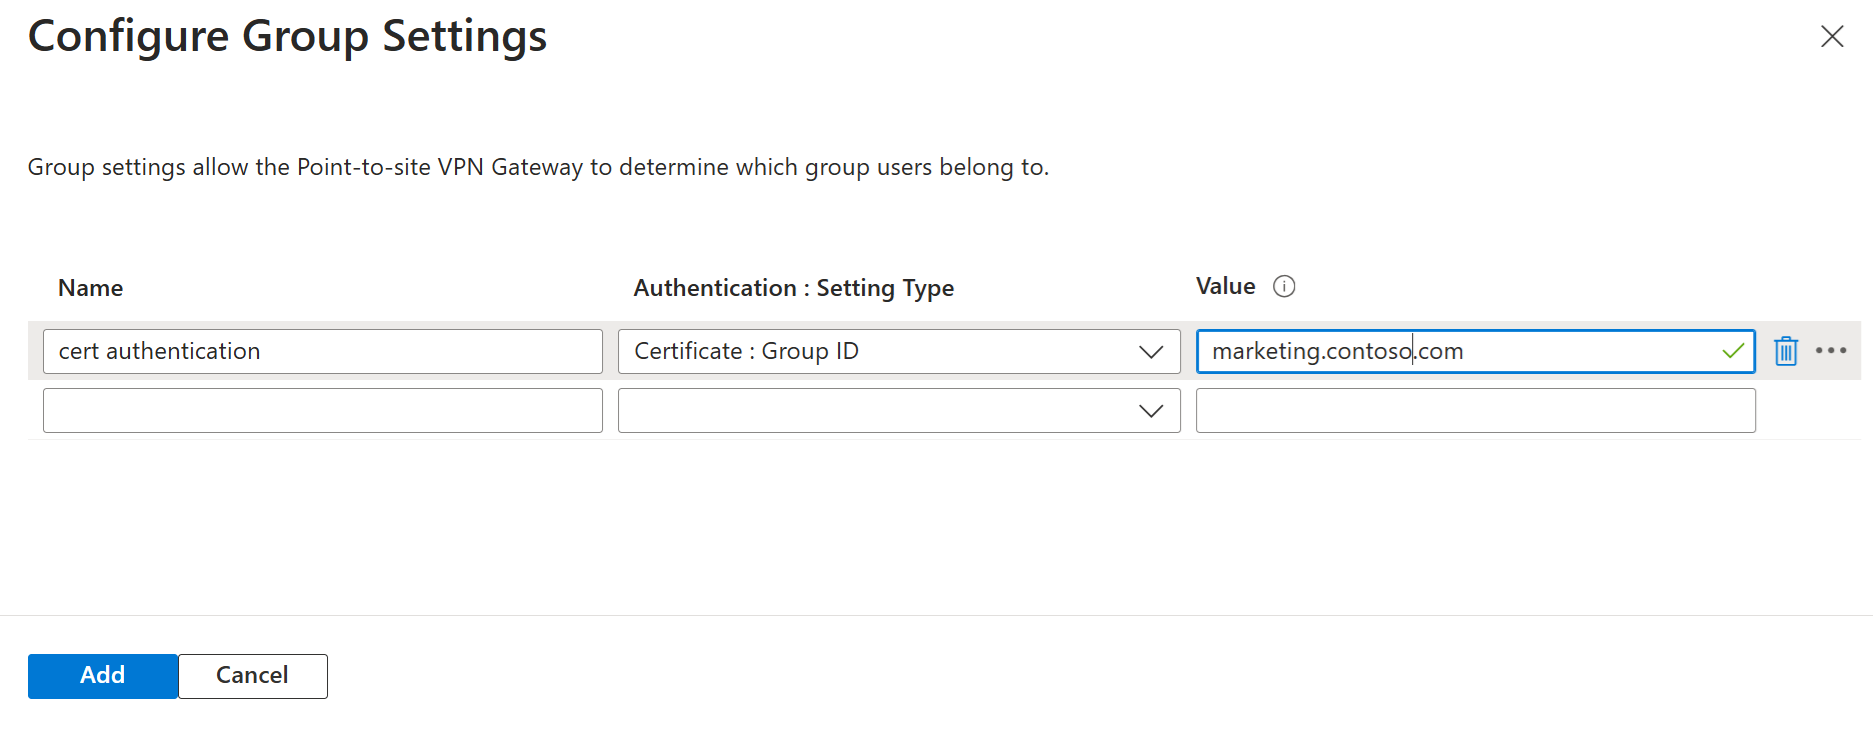 Configure Group Settings
Group settings allow the Point-to-site VPN Gateway to determine which group users belong to.
Name Authentication : Setting Type Value
cert authentication Certificate : Group ID marketing.contoso.com
Add Cancel